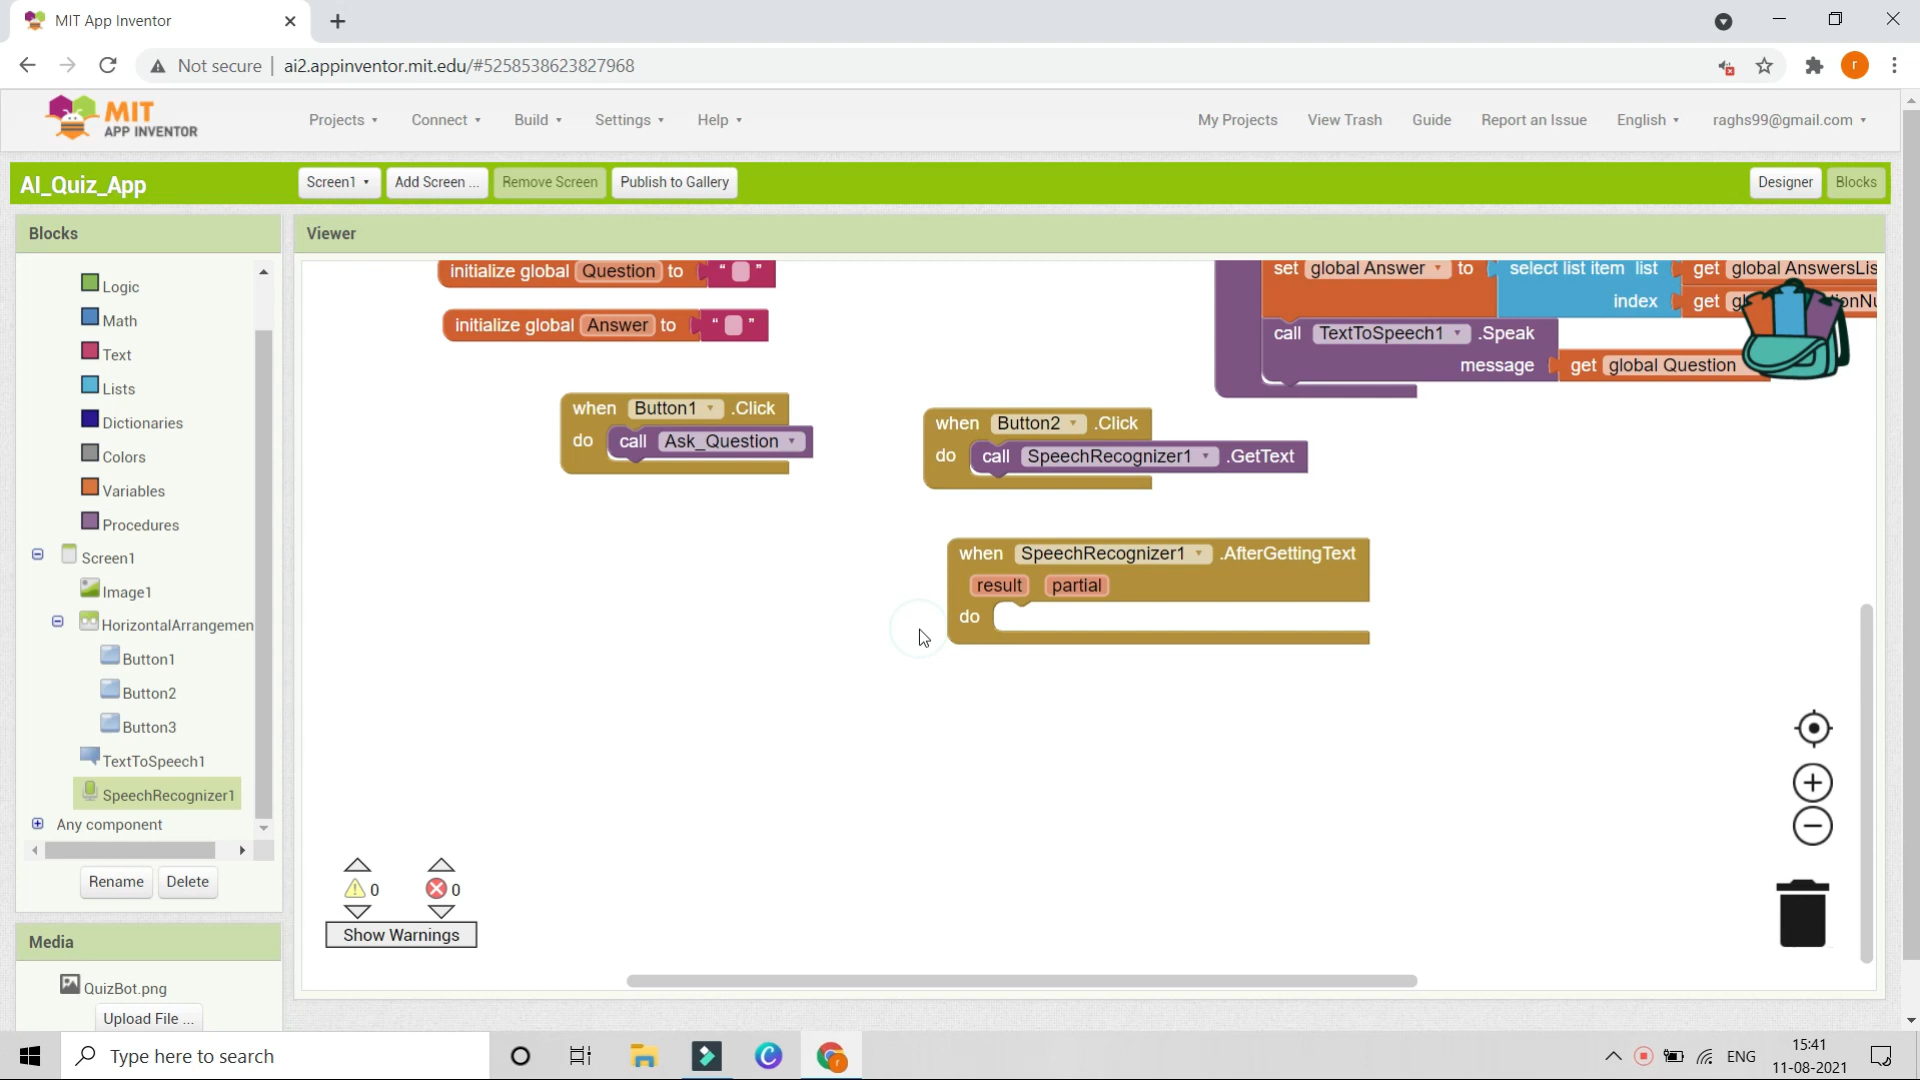 MIT App Inventor
Not secure
ai2.appinventor.mit.edu/#5258538623827968
r
MIT
APP INVENTOR
Projects
Connect
Build
Settings
Help
My Projects
View Trash
Guide
Report an Issue
English
raghs99@gmail.com
AI_Quiz_App
Screen1
Add Screen ...
Remove Screen
Publish to Gallery
Designer
Blocks
Blocks
Logic
Math
Text
Lists
Dictionaries
Colors
Variables
Procedures
Screen1
Image1
HorizontalArrangemen
Button1
Button2
Button3
TextToSpeech1
SpeechRecognizer1
Any component
Rename
Delete
Media
QuizBot.png
Upload File ...
Viewer
initialize global Question to " "
initialize global Answer to " "
set global Answer to select list item list get global AnswersLis
index get
call TextToSpeech1 .Speak
message get global Question
when Button1 .Click
do call Ask_Question
when Button2 .Click
do call SpeechRecognizer1 .GetText
when SpeechRecognizer1 .AfterGettingText
result partial
do
0
0
Show Warnings
Type here to search
r
ENG
15:41
11-08-2021